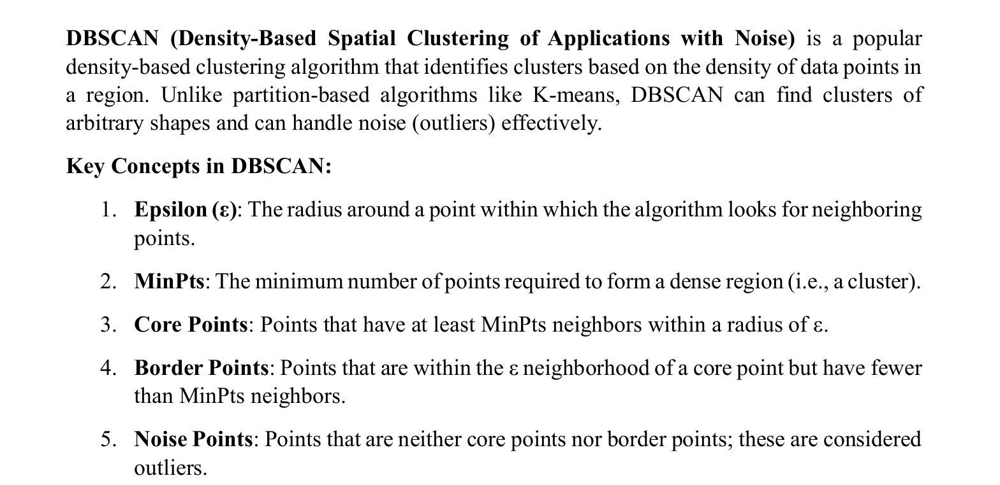 DBSCAN (Density-Based Spatial Clustering of Applications with Noise) is a popular
density-based clustering algorithm that identifies clusters based on the density of data points in
a region. Unlike partition-based algorithms like K-means, DBSCAN can find clusters of
arbitrary shapes and can handle noise (outliers) effectively.
Key Concepts in DBSCAN:
1. Epsilon (ε): The radius around a point within which the algorithm looks for neighboring
points.
2. MinPts: The minimum number of points required to form a dense region (i.e., a cluster).
3. Core Points: Points that have at least MinPts neighbors within a radius of ε.
4. Border Points: Points that are within the ε neighborhood of a core point but have fewer
than MinPts neighbors.
5. Noise Points: Points that are neither core points nor border points; these are considered
outliers.